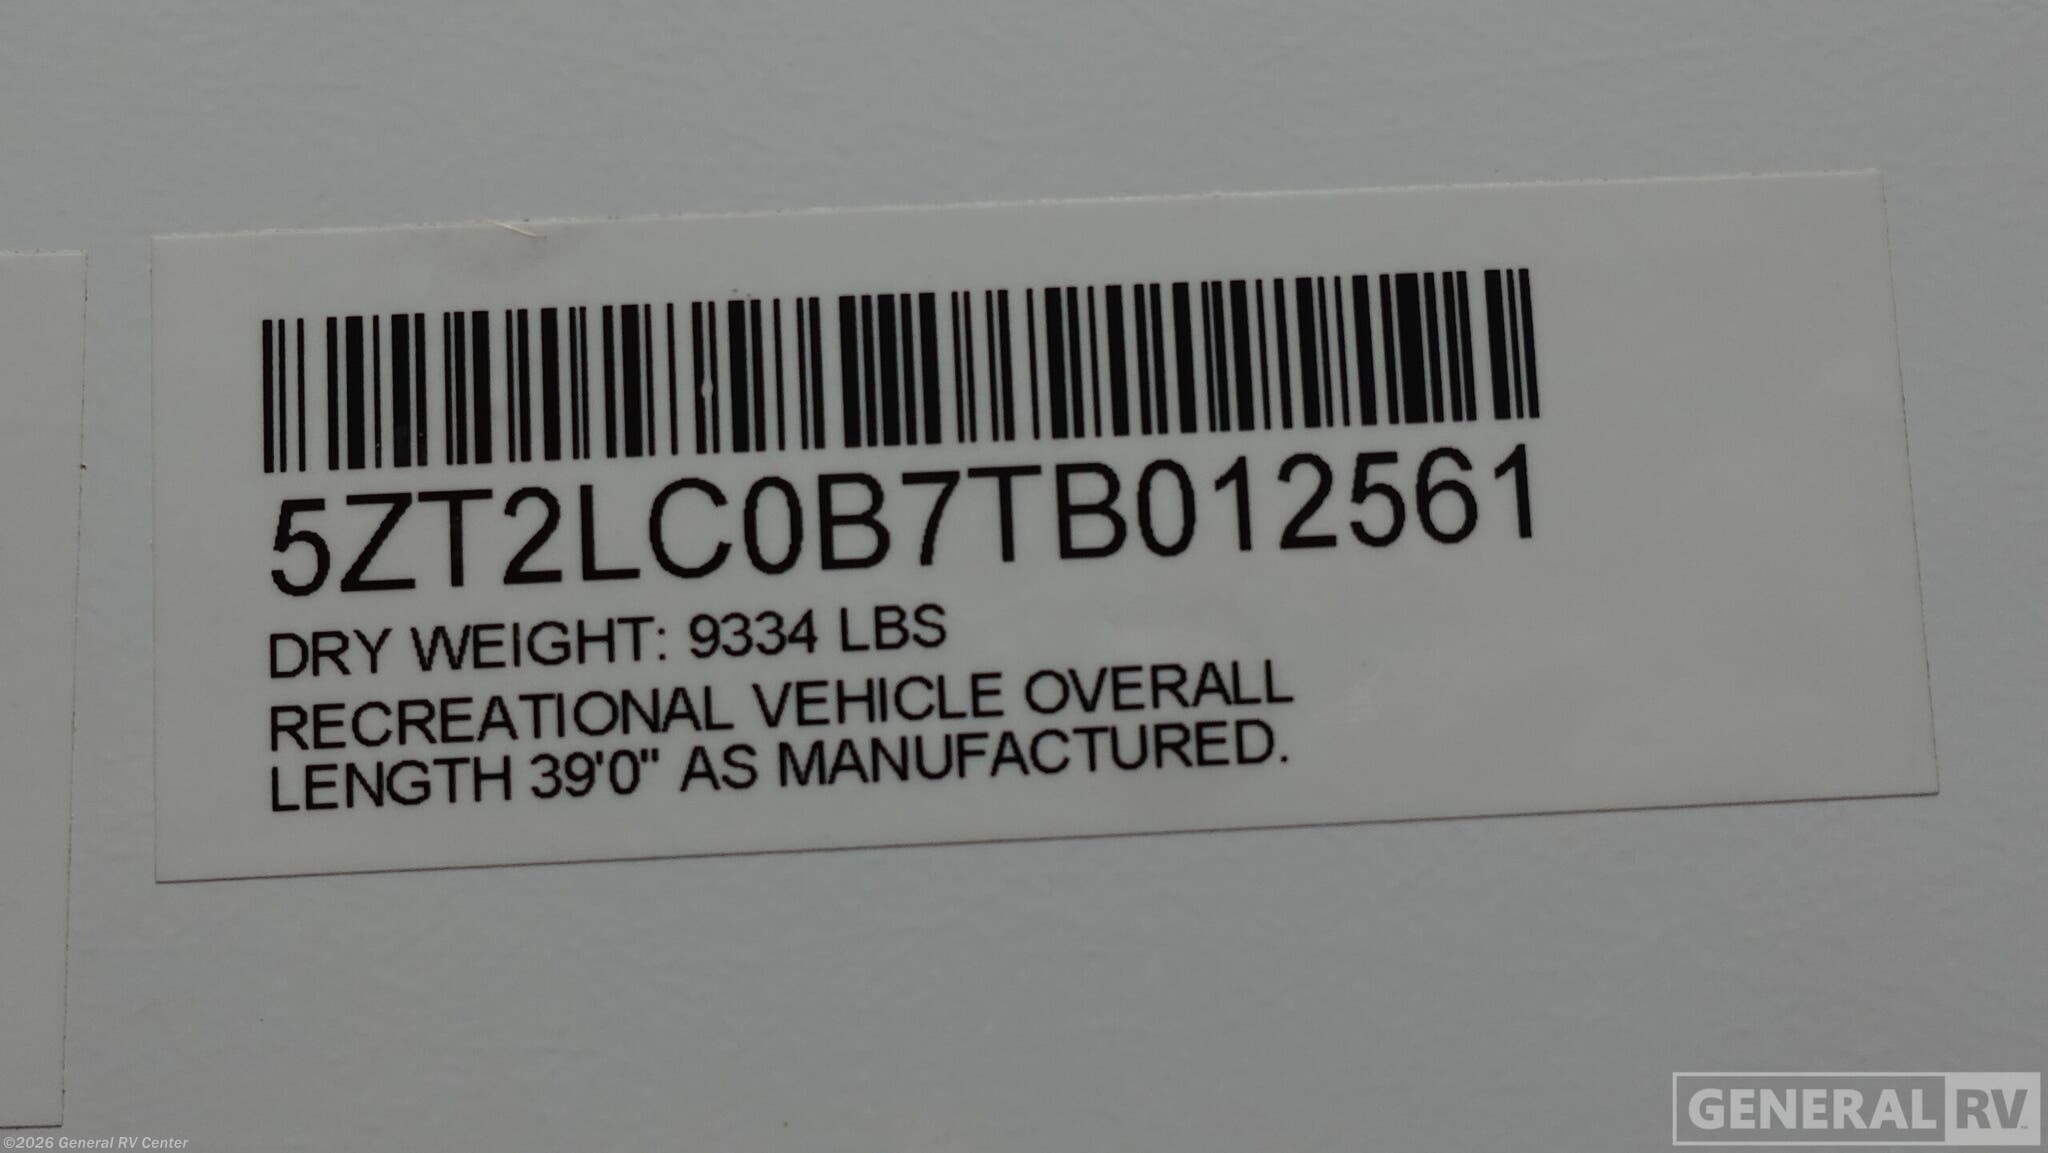 5ZT2LC0B7TB012561
DRY WEIGHT: 9334 LBS
RECREATIONAL VEHICLE OVERALL
LENGTH 39'0" AS MANUFACTURED.
GENERAL RV
©2026 General RV Center